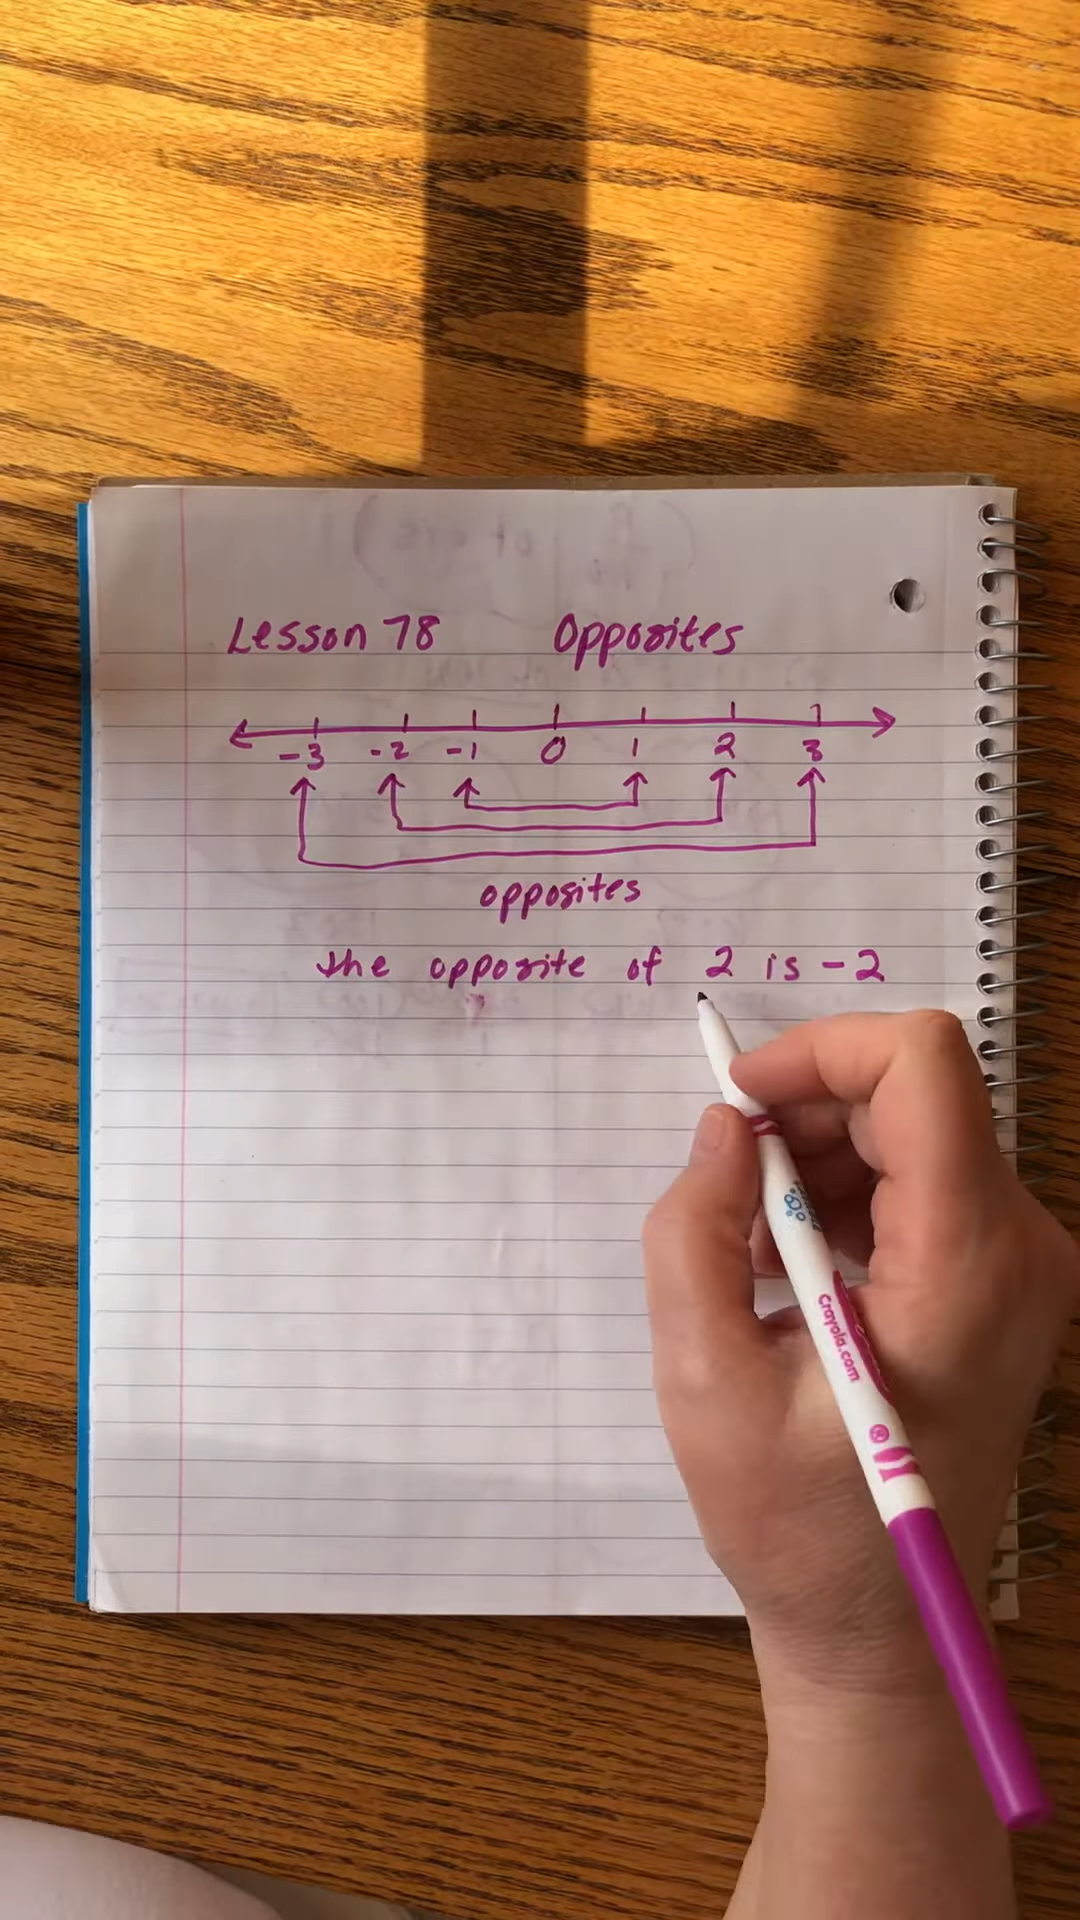 Lesson 78 Opposites
-3 -2 -1 0 1 2 3
opposites
the opposite of 2 is -2
Crayola.com